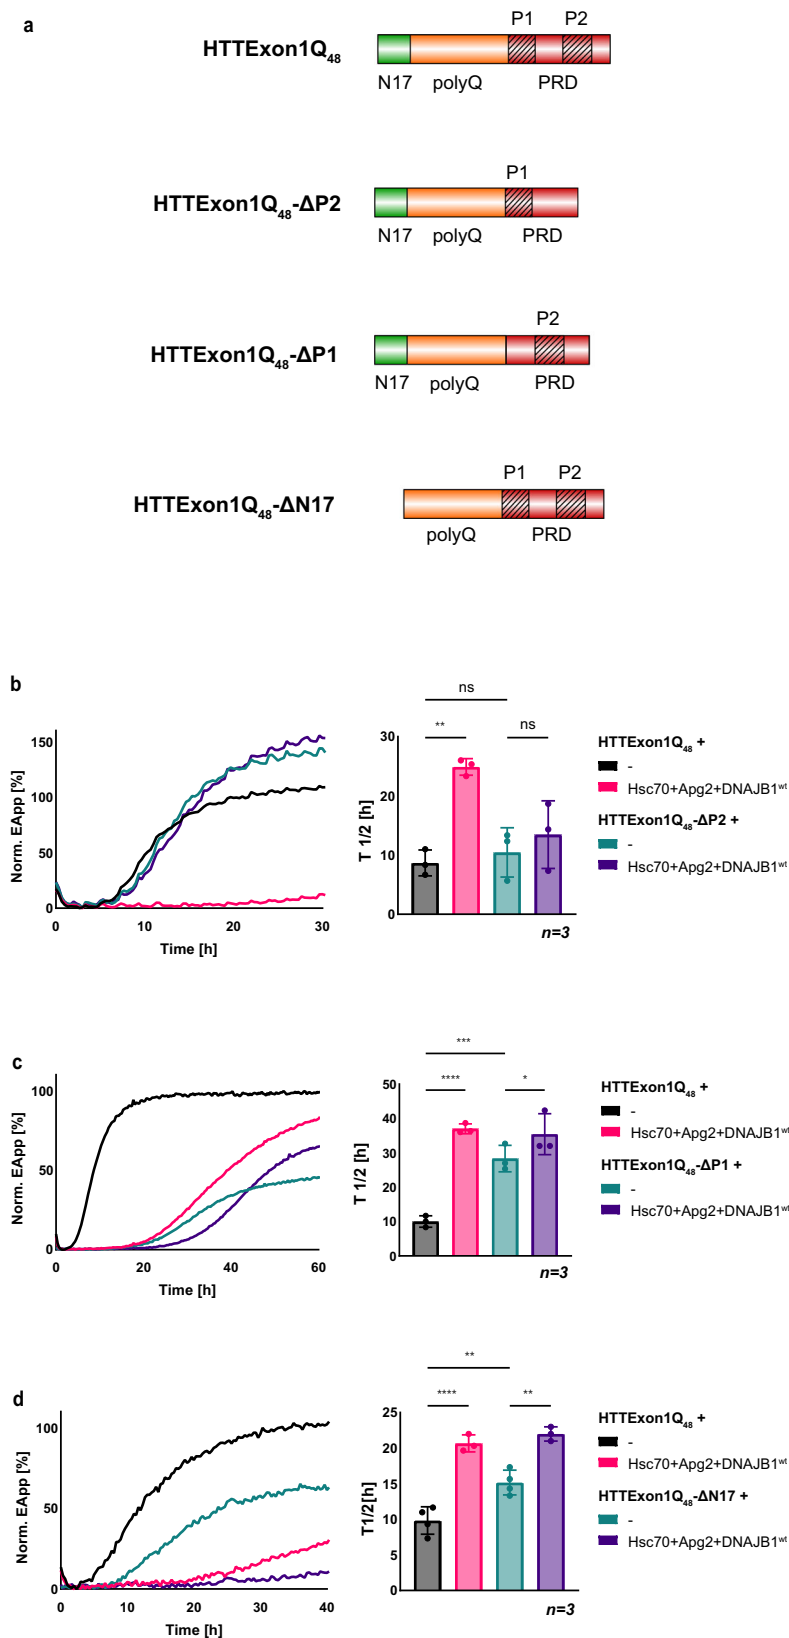 a
P1 P2
HTTExon1Q48
N17 polyQ PRD
P1
HTTExon1Q48-ΔP2
N17 polyQ PRD
P2
HTTExon1Q48-ΔP1
N17 polyQ PRD
P1 P2
HTTExon1Q48-ΔN17
polyQ PRD
b
Norm. EApp [%]
150
100
50
0
0 10 20 30
Time [h]
ns
** ns
T 1/2 [h]
30
20
10
0
n=3
HTTExon1Q48 +
-
Hsc70+Apg2+DNAJB1wt
HTTExon1Q48-ΔP2 +
-
Hsc70+Apg2+DNAJB1wt
c
Norm. EApp [%]
100
50
0
0 20 40 60
Time [h]
***
**** *
T 1/2 [h]
50
40
30
20
10
0
n=3
HTTExon1Q48 +
-
Hsc70+Apg2+DNAJB1wt
HTTExon1Q48-ΔP1 +
-
Hsc70+Apg2+DNAJB1wt
d
Norm. EApp [%]
100
50
0
0 10 20 30 40
Time [h]
**
**** **
T1/2[h]
25
20
15
10
5
0
n=3
HTTExon1Q48 +
-
Hsc70+Apg2+DNAJB1wt
HTTExon1Q48-ΔN17 +
-
Hsc70+Apg2+DNAJB1wt